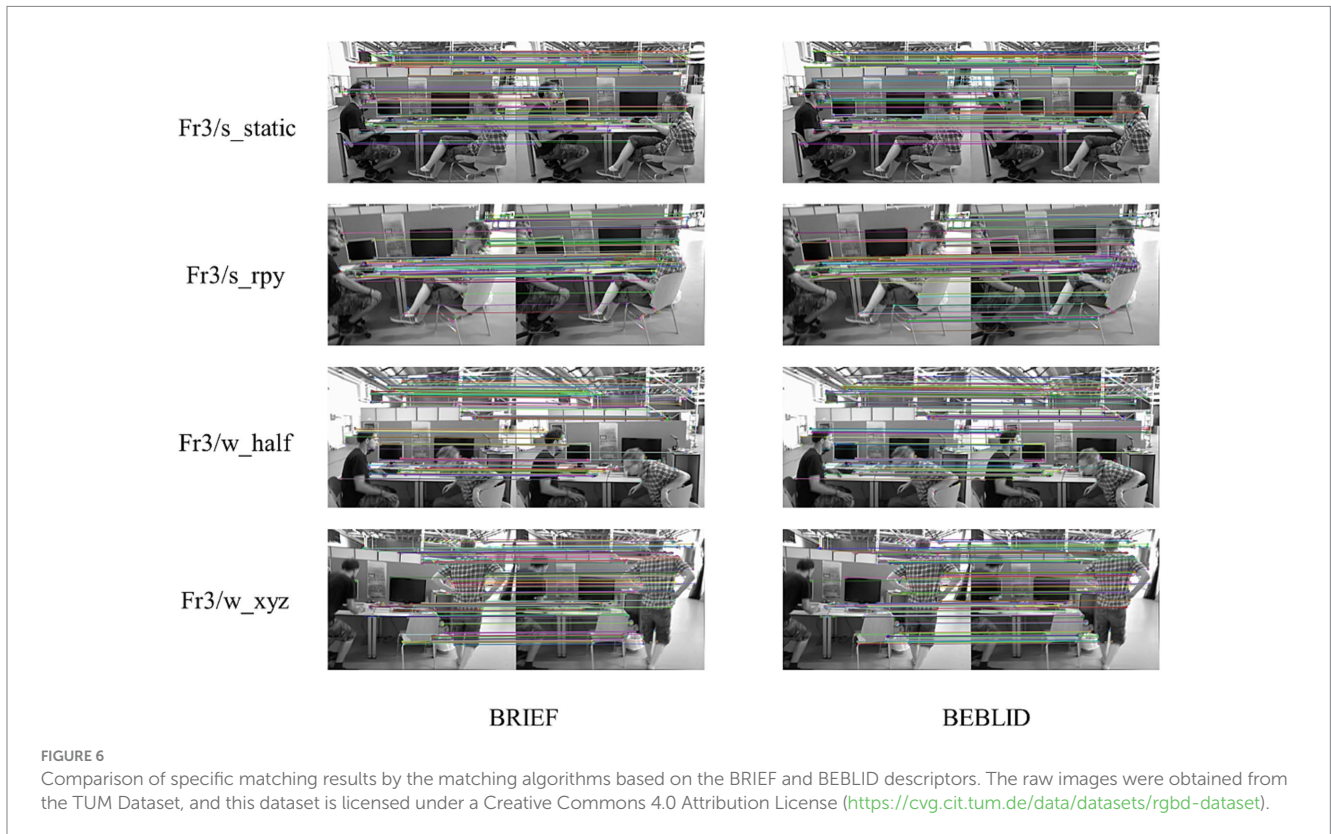 Fr3/s_static
Fr3/s_rpy
Fr3/w_half
Fr3/w_xyz
BRIEF BEBLID
FIGURE 6
Comparison of specific matching results by the matching algorithms based on the BRIEF and BEBLID descriptors. The raw images were obtained from
the TUM Dataset, and this dataset is licensed under a Creative Commons 4.0 Attribution License (https://cvg.cit.tum.de/data/datasets/rgbd-dataset).